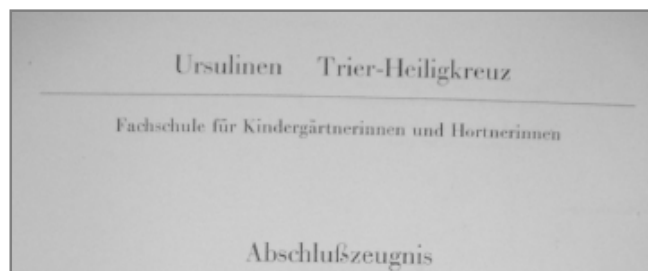 Ursulinen Trier-Heiligkreuz
Fachschule für Kindergärtnerinnen und Hortnerinnen
Abschlußzeugnis